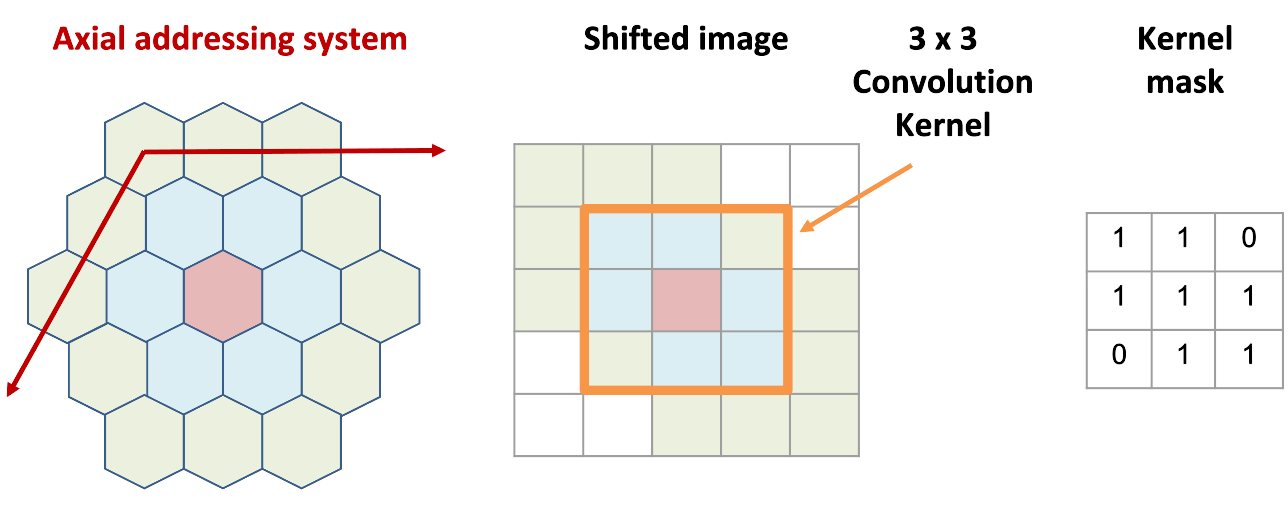 Axial addressing system
Shifted image
3 x 3
Convolution
Kernel
Kernel
mask
1 1 0
1 1 1
0 1 1